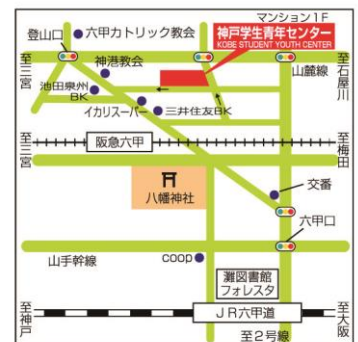 マンション1F
登山口
六甲カトリック教会
神戸学生青年センター
KOBE STUDENT YOUTH CENTER
至三宮
神港教会
山麓線
至石屋川
池田泉州
BK
イカリスーパー
三井住友BK
至三宮
阪急六甲
至梅田
八幡神社
交番
六甲口
山手幹線
coop
灘図書館
フォレスタ
至神戸
JR六甲道
至大阪
至2号線